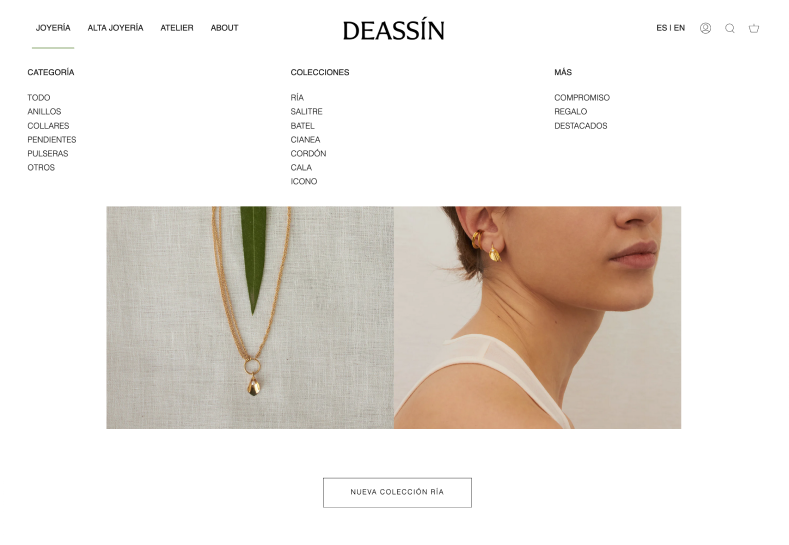 JOYERÍA ALTA JOYERÍA ATELIER ABOUT
DEASSÍN
ES | EN
CATEGORÍA
TODO
ANILLOS
COLLARES
PENDIENTES
PULSERAS
OTROS
COLECCIONES
RÍA
SALITRE
BATEL
CIANEA
CORDÓN
CALA
ICONO
MÁS
COMPROMISO
REGALO
DESTACADOS
NUEVA COLECCIÓN RÍA